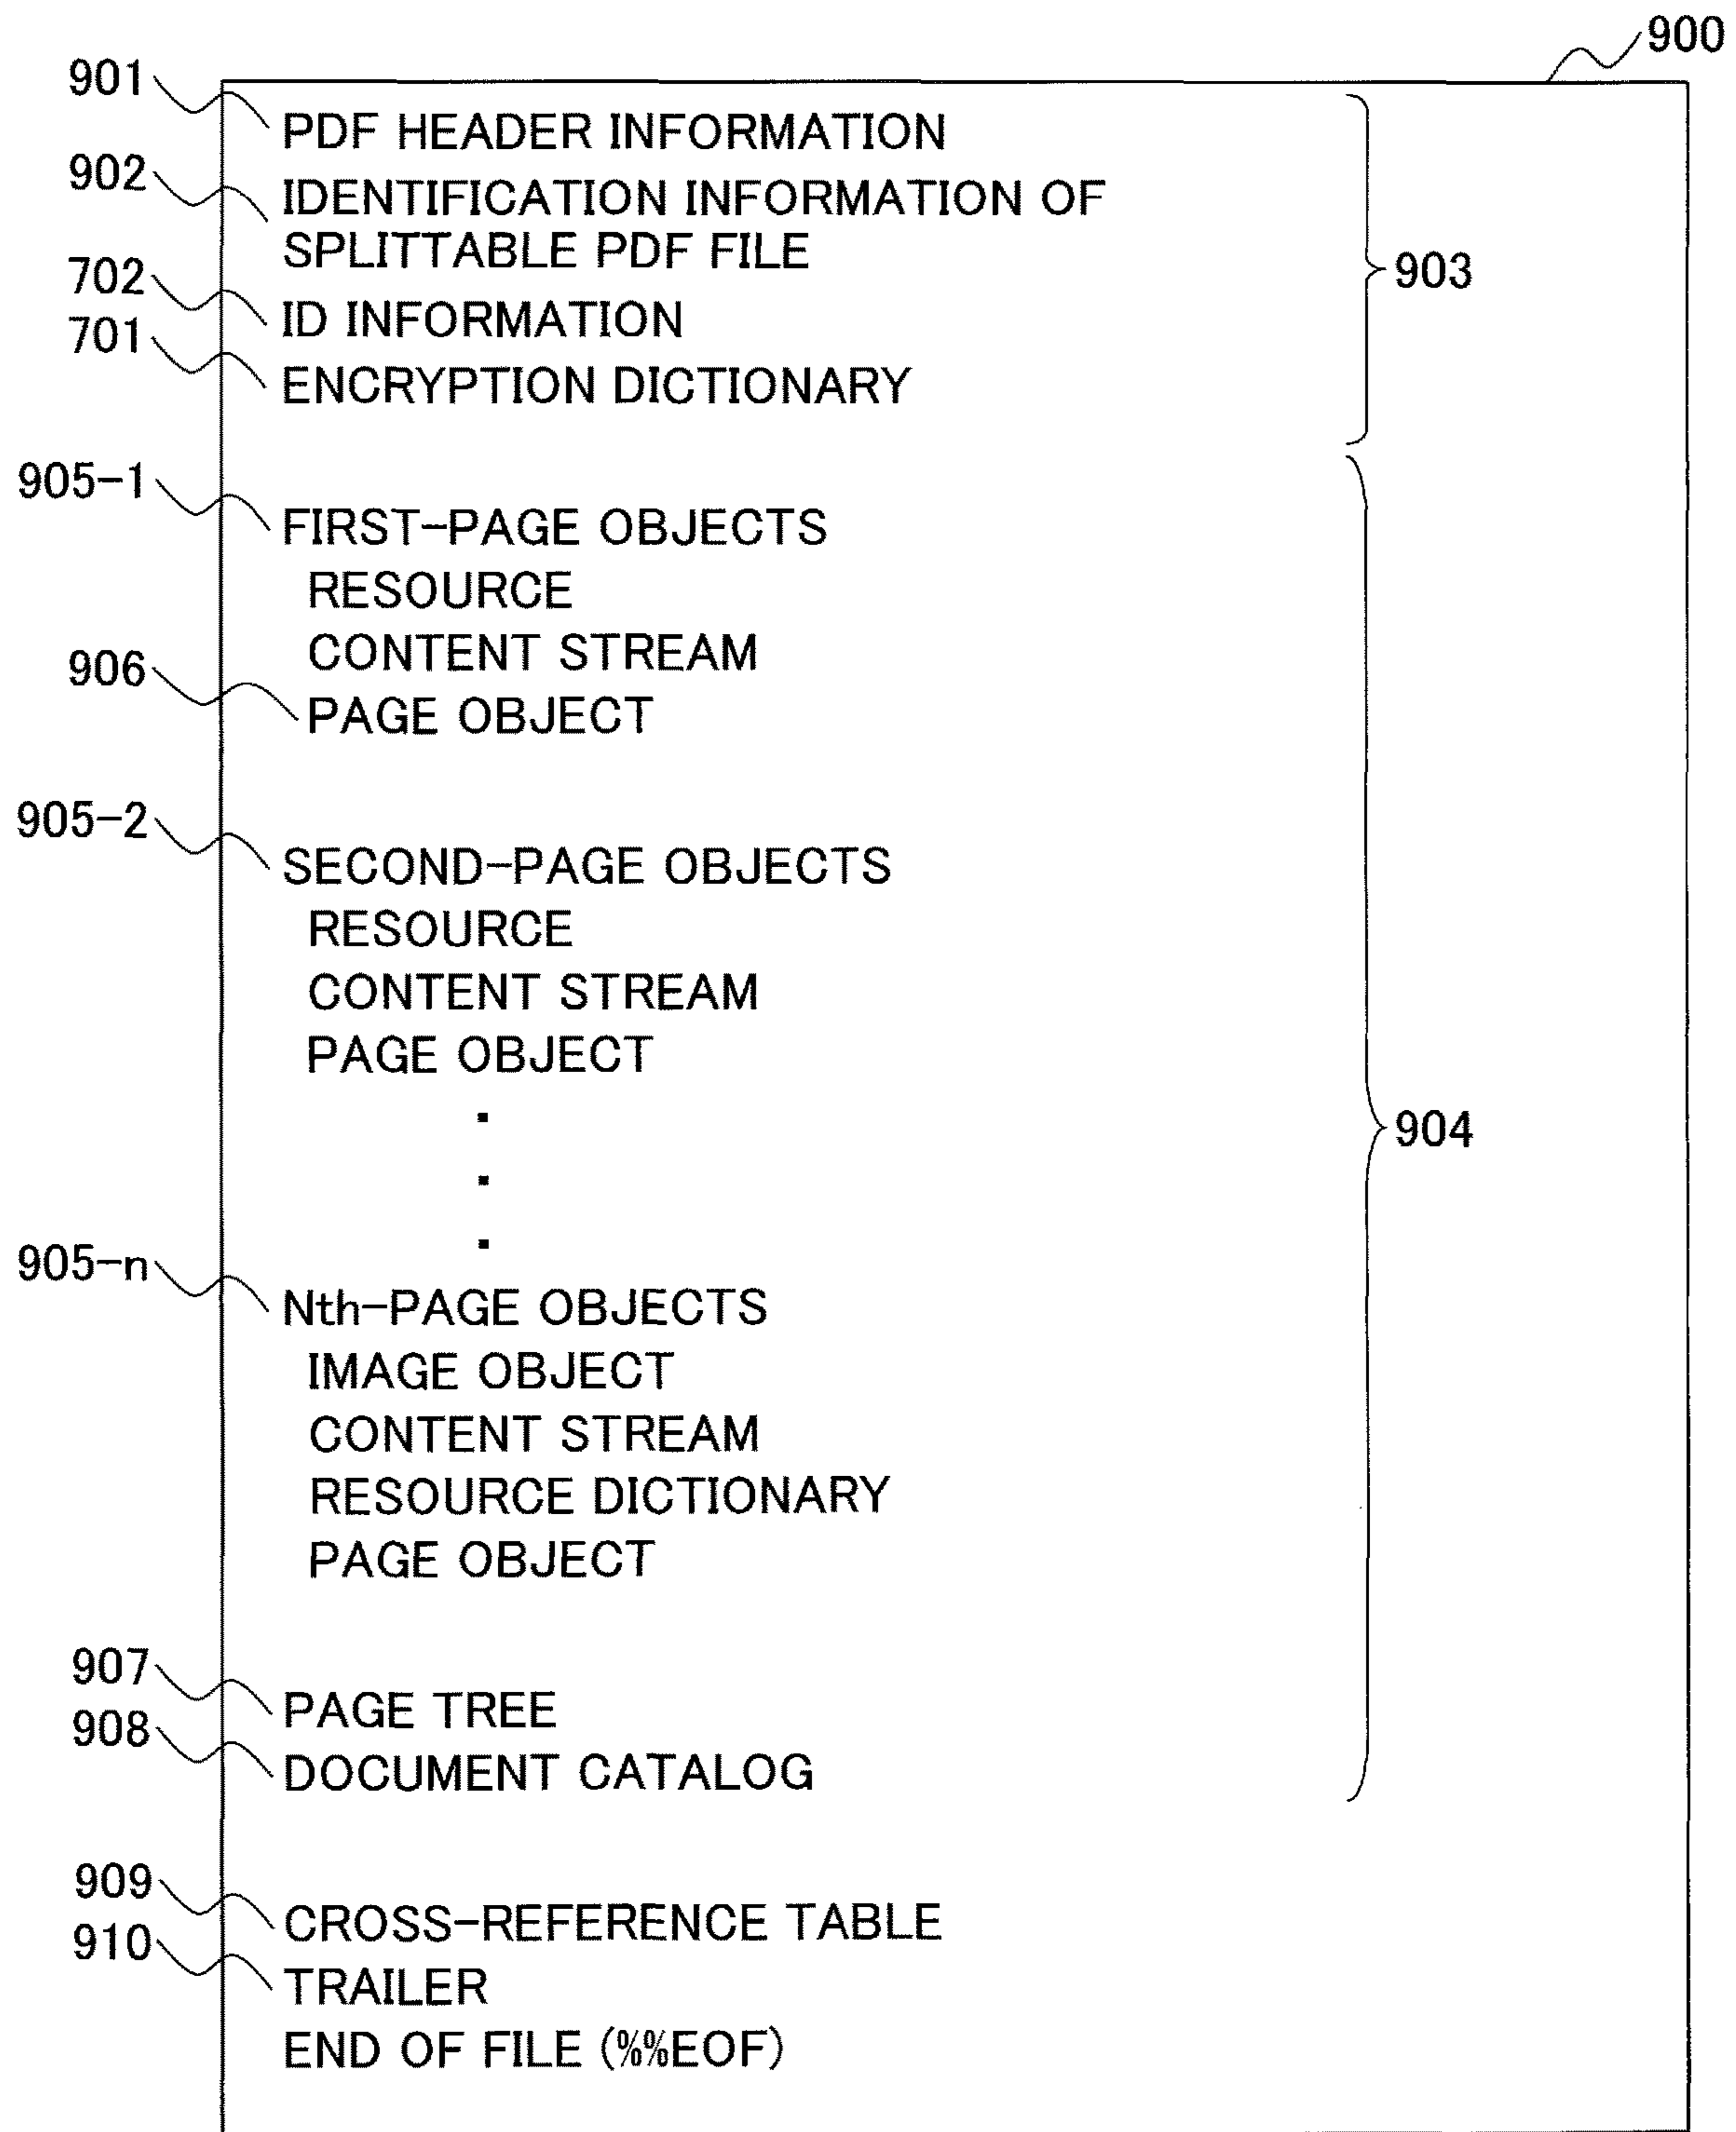 900
901
PDF HEADER INFORMATION
902
IDENTIFICATION INFORMATION OF
SPLITTABLE PDF FILE
903
702
ID INFORMATION
701
ENCRYPTION DICTIONARY
905-1
FIRST-PAGE OBJECTS
RESOURCE
CONTENT STREAM
906
PAGE OBJECT
905-2
SECOND-PAGE OBJECTS
RESOURCE
CONTENT STREAM
PAGE OBJECT
.
904
.
.
905-n
Nth-PAGE OBJECTS
IMAGE OBJECT
CONTENT STREAM
RESOURCE DICTIONARY
PAGE OBJECT
907
PAGE TREE
908
DOCUMENT CATALOG
909
CROSS-REFERENCE TABLE
910
TRAILER
END OF FILE (%%EOF)